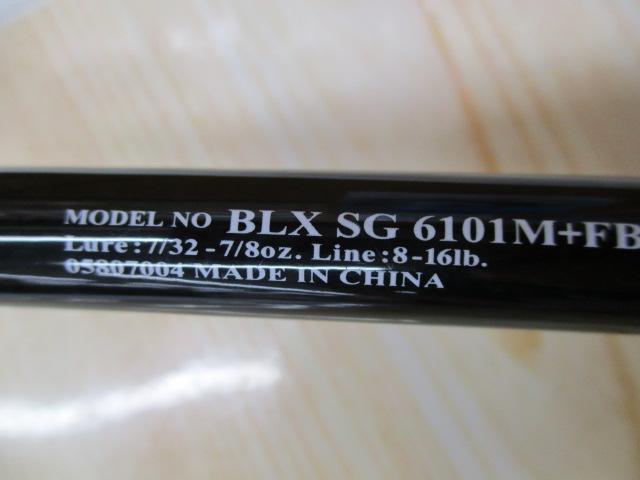 MODEL NO BLX SG 6101M+FB
Lure:7/32-7/8oz. Line:8-16lb.
05807004 MADE IN CHINA